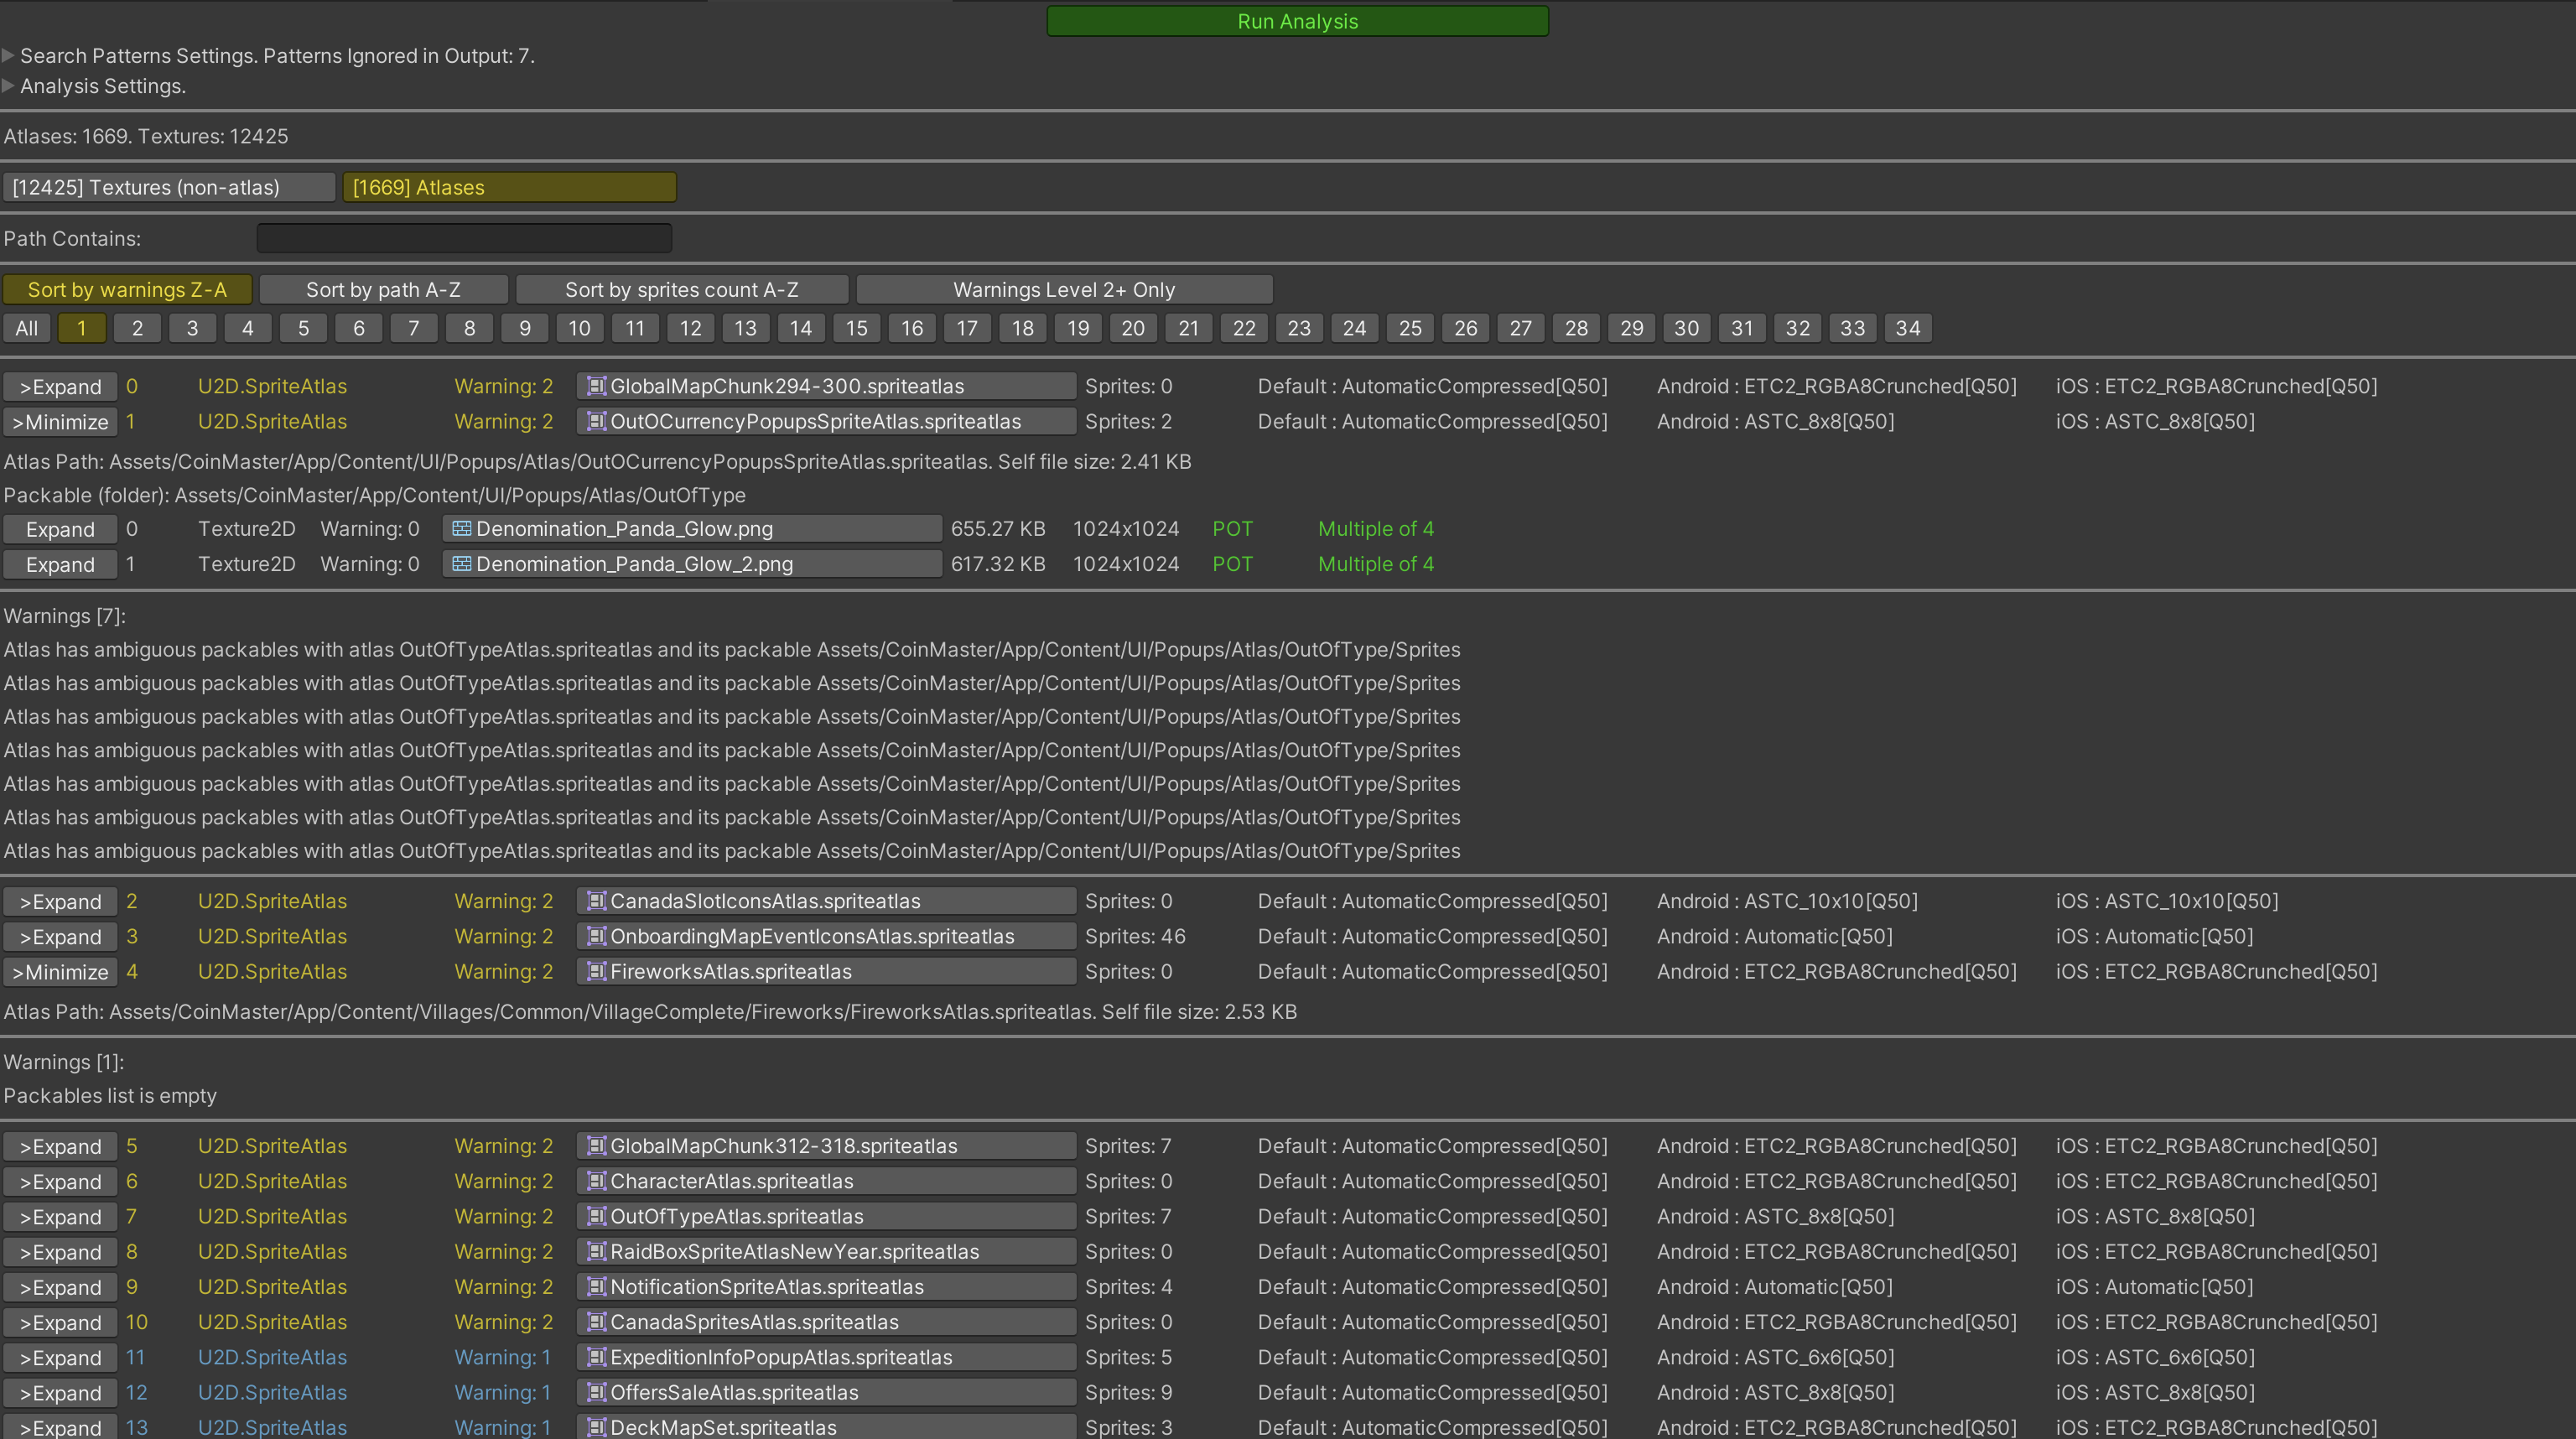 Run Analysis
Search Patterns Settings. Patterns Ignored in Output: 7.
Analysis Settings.
Atlases: 1669. Textures: 12425
[12425] Textures (non-atlas) [1669] Atlases
Path Contains:
Sort by warnings Z-A Sort by path A-Z Sort by sprites count A-Z Warnings Level 2+ Only
All 1 2 3 4 5 6 7 8 9 10 11 12 13 14 15 16 17 18 19 20 21 22 23 24 25 26 27 28 29 30 31 32 33 34
>Expand 0 U2D.SpriteAtlas Warning: 2 GlobalMapChunk294-300.spriteatlas Sprites: 0 Default : AutomaticCompressed[Q50] Android : ETC2_RGBA8Crunched[Q50] iOS : ETC2_RGBA8Crunched[Q50]
>Minimize 1 U2D.SpriteAtlas Warning: 2 OutOCurrencyPopupsSpriteAtlas.spriteatlas Sprites: 2 Default : AutomaticCompressed[Q50] Android : ASTC_8x8[Q50] iOS : ASTC_8x8[Q50]
Atlas Path: Assets/CoinMaster/App/Content/UI/Popups/Atlas/OutOCurrencyPopupsSpriteAtlas.spriteatlas. Self file size: 2.41 KB
Packable (folder): Assets/CoinMaster/App/Content/UI/Popups/Atlas/OutOfType
Expand 0 Texture2D Warning: 0 Denomination_Panda_Glow.png 655.27 KB 1024x1024 POT Multiple of 4
Expand 1 Texture2D Warning: 0 Denomination_Panda_Glow_2.png 617.32 KB 1024x1024 POT Multiple of 4
Warnings [7]:
Atlas has ambiguous packables with atlas OutOfTypeAtlas.spriteatlas and its packable Assets/CoinMaster/App/Content/UI/Popups/Atlas/OutOfType/Sprites
Atlas has ambiguous packables with atlas OutOfTypeAtlas.spriteatlas and its packable Assets/CoinMaster/App/Content/UI/Popups/Atlas/OutOfType/Sprites
Atlas has ambiguous packables with atlas OutOfTypeAtlas.spriteatlas and its packable Assets/CoinMaster/App/Content/UI/Popups/Atlas/OutOfType/Sprites
Atlas has ambiguous packables with atlas OutOfTypeAtlas.spriteatlas and its packable Assets/CoinMaster/App/Content/UI/Popups/Atlas/OutOfType/Sprites
Atlas has ambiguous packables with atlas OutOfTypeAtlas.spriteatlas and its packable Assets/CoinMaster/App/Content/UI/Popups/Atlas/OutOfType/Sprites
Atlas has ambiguous packables with atlas OutOfTypeAtlas.spriteatlas and its packable Assets/CoinMaster/App/Content/UI/Popups/Atlas/OutOfType/Sprites
Atlas has ambiguous packables with atlas OutOfTypeAtlas.spriteatlas and its packable Assets/CoinMaster/App/Content/UI/Popups/Atlas/OutOfType/Sprites
>Expand 2 U2D.SpriteAtlas Warning: 2 CanadaSlotIconsAtlas.spriteatlas Sprites: 0 Default : AutomaticCompressed[Q50] Android : ASTC_10x10[Q50] iOS : ASTC_10x10[Q50]
>Expand 3 U2D.SpriteAtlas Warning: 2 OnboardingMapEventIconsAtlas.spriteatlas Sprites: 46 Default : AutomaticCompressed[Q50] Android : Automatic[Q50] iOS : Automatic[Q50]
>Minimize 4 U2D.SpriteAtlas Warning: 2 FireworksAtlas.spriteatlas Sprites: 0 Default : AutomaticCompressed[Q50] Android : ETC2_RGBA8Crunched[Q50] iOS : ETC2_RGBA8Crunched[Q50]
Atlas Path: Assets/CoinMaster/App/Content/Villages/Common/VillageComplete/Fireworks/FireworksAtlas.spriteatlas. Self file size: 2.53 KB
Warnings [1]:
Packables list is empty
>Expand 5 U2D.SpriteAtlas Warning: 2 GlobalMapChunk312-318.spriteatlas Sprites: 7 Default : AutomaticCompressed[Q50] Android : ETC2_RGBA8Crunched[Q50] iOS : ETC2_RGBA8Crunched[Q50]
>Expand 6 U2D.SpriteAtlas Warning: 2 CharacterAtlas.spriteatlas Sprites: 0 Default : AutomaticCompressed[Q50] Android : ETC2_RGBA8Crunched[Q50] iOS : ETC2_RGBA8Crunched[Q50]
>Expand 7 U2D.SpriteAtlas Warning: 2 OutOfTypeAtlas.spriteatlas Sprites: 7 Default : AutomaticCompressed[Q50] Android : ASTC_8x8[Q50] iOS : ASTC_8x8[Q50]
>Expand 8 U2D.SpriteAtlas Warning: 2 RaidBoxSpriteAtlasNewYear.spriteatlas Sprites: 0 Default : AutomaticCompressed[Q50] Android : ETC2_RGBA8Crunched[Q50] iOS : ETC2_RGBA8Crunched[Q50]
>Expand 9 U2D.SpriteAtlas Warning: 2 NotificationSpriteAtlas.spriteatlas Sprites: 4 Default : AutomaticCompressed[Q50] Android : Automatic[Q50] iOS : Automatic[Q50]
>Expand 10 U2D.SpriteAtlas Warning: 2 CanadaSpritesAtlas.spriteatlas Sprites: 0 Default : AutomaticCompressed[Q50] Android : ETC2_RGBA8Crunched[Q50] iOS : ETC2_RGBA8Crunched[Q50]
>Expand 11 U2D.SpriteAtlas Warning: 1 ExpeditionInfoPopupAtlas.spriteatlas Sprites: 5 Default : AutomaticCompressed[Q50] Android : ASTC_6x6[Q50] iOS : ASTC_6x6[Q50]
>Expand 12 U2D.SpriteAtlas Warning: 1 OffersSaleAtlas.spriteatlas Sprites: 9 Default : AutomaticCompressed[Q50] Android : ASTC_8x8[Q50] iOS : ASTC_8x8[Q50]
>Expand 13 U2D.SpriteAtlas Warning: 1 DeckMapSet.spriteatlas Sprites: 3 Default : AutomaticCompressed[Q50] Android : ETC2_RGBA8Crunched[Q50] iOS : ETC2_RGBA8Crunched[Q50]